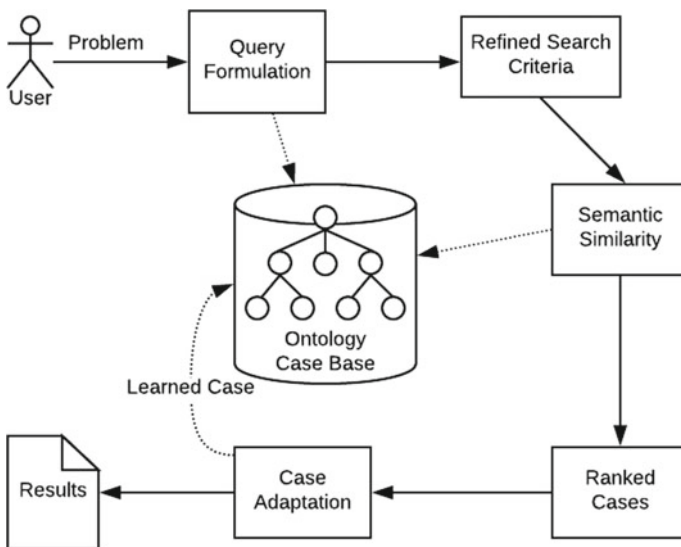 Problem
User
Query
Formulation
Refined Search
Criteria
Semantic
Similarity
Ontology
Case Base
Learned Case
Results
Case
Adaptation
Ranked
Cases